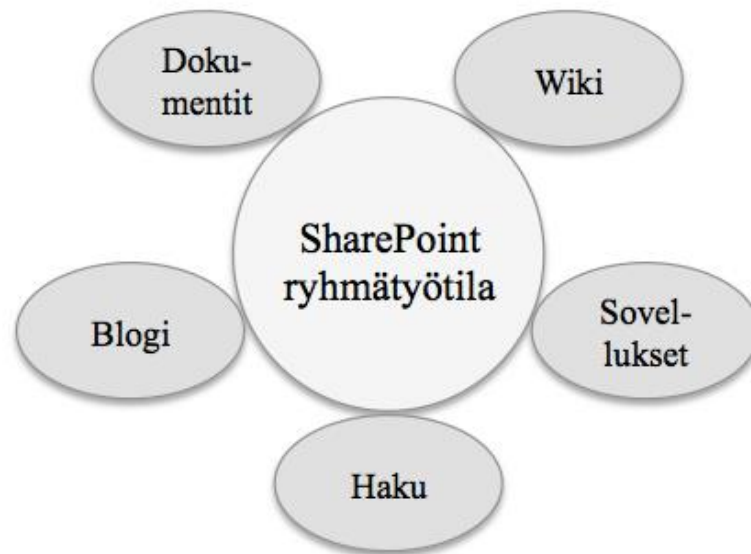 Doku-
mentit
Wiki
SharePoint
ryhmätyötila
Blogi
Sovel-
lukset
Haku